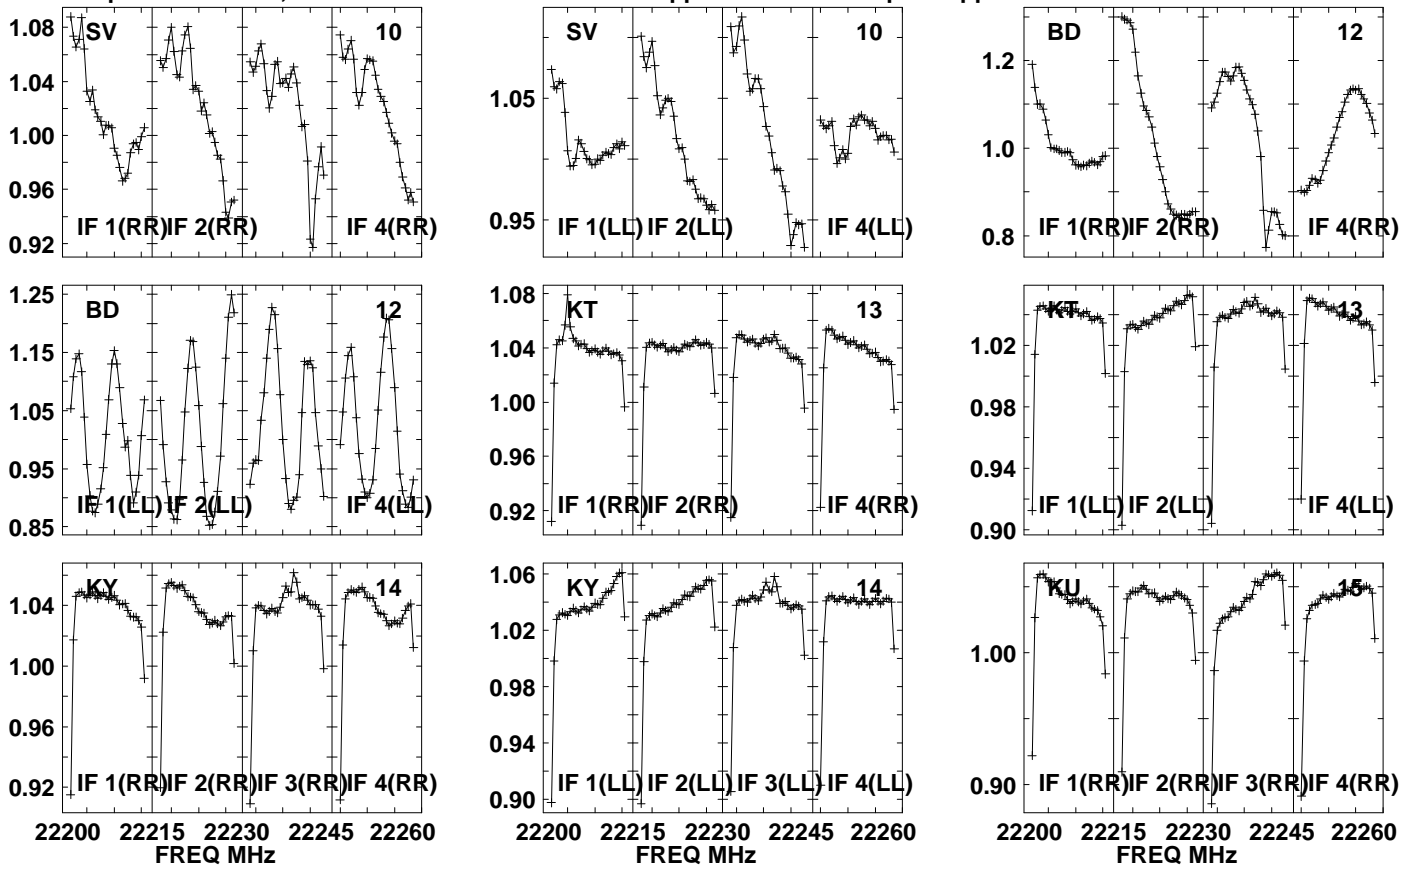 SV 10
1.08
1.04
1.00
0.96
0.92
IF 1(RR) IF 2(RR) IF 4(RR)
SV 10
1.05
0.95
IF 1(LL) IF 2(LL) IF 4(LL)
BD 12
1.2
1.0
0.8
IF 1(RR) IF 2(RR) IF 4(RR)
BD 12
1.25
1.15
1.05
0.95
0.85
IF 1(LL) IF 2(LL) IF 4(LL)
KT 13
1.08
1.04
1.00
0.96
0.92
IF 1(RR) IF 2(RR) IF 4(RR)
KT 13
1.02
0.98
0.94
0.90
IF 1(LL) IF 2(LL) IF 4(LL)
KY 14
1.04
1.00
0.96
0.92
IF 1(RR) IF 2(RR) IF 3(RR) IF 4(RR)
22200 22215 22230 22245 22260
FREQ MHz
KY 14
1.06
1.02
0.98
0.94
0.90
IF 1(LL) IF 2(LL) IF 3(LL) IF 4(LL)
22200 22215 22230 22245 22260
FREQ MHz
KU 15
1.00
0.90
IF 1(RR) IF 2(RR) IF 3(RR) IF 4(RR)
22200 22215 22230 22245 22260
FREQ MHz